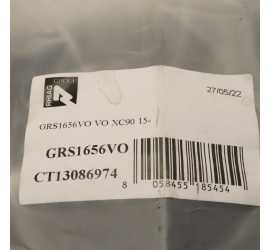 RHIAG
GROUP
27/05/22
GRS1656VO VO XC90 15-
GRS1656VO
CT13086974
8 058455 185454